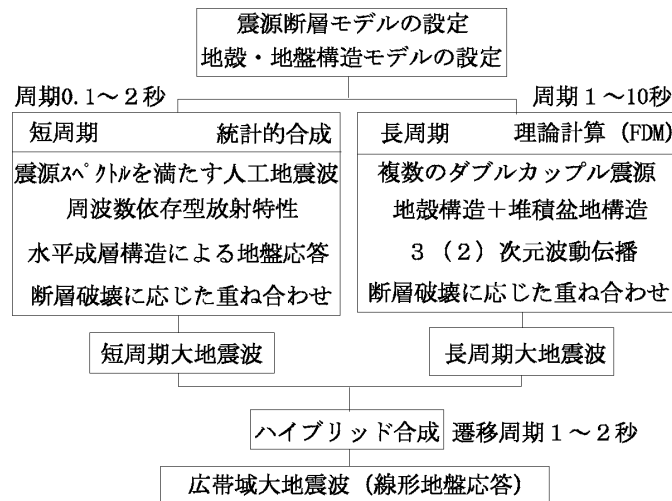 震源断層モデルの設定
地殻・地盤構造モデルの設定
周期0.1～2秒
周期1～10秒
短周期 統計的合成
震源ｽﾍﾟｸﾄﾙを満たす人工地震波
周波数依存型放射特性
水平成層構造による地盤応答
断層破壊に応じた重ね合わせ
長周期 理論計算 (FDM)
複数のダブルカップル震源
地殻構造＋堆積盆地構造
3（2）次元波動伝播
断層破壊に応じた重ね合わせ
短周期大地震波
長周期大地震波
ハイブリッド合成 遷移周期1～2秒
広帯域大地震波（線形地盤応答）